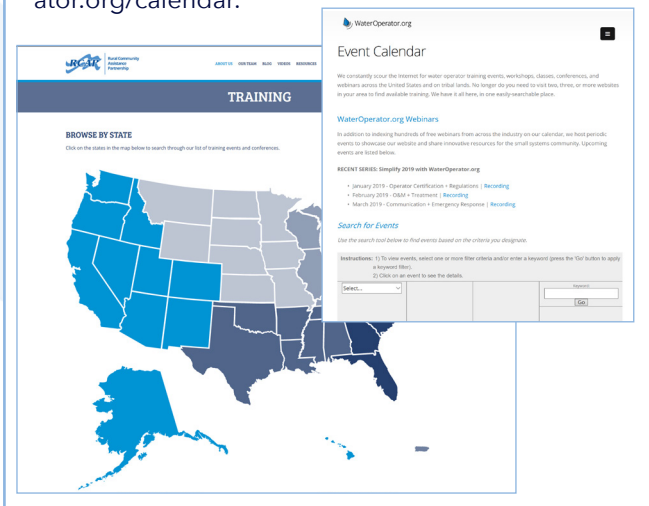 ator.org/calendar.
RCAP
Rural Community
Assistance
Partnership
ABOUT US OUR TEAM BLOG VIDEOS RESOURCES
TRAINING
BROWSE BY STATE
Click on the states in the map below to search through our list of training events and conferences.
WaterOperator.org
Event Calendar
We constantly scour the Internet for water operator training events, workshops, classes, conferences, and
webinars across the United States and on tribal lands. No longer do you need to visit two, three, or more websites
in your area to find available training. We have it all here, in one easily-searchable place.
WaterOperator.org Webinars
In addition to indexing hundreds of free webinars from across the industry on our calendar, we host periodic
events to showcase our website and share innovative resources for the small systems community. Upcoming
events are listed below.
RECENT SERIES: Simplify 2019 with WaterOperator.org
• January 2019 - Operator Certification + Regulations | Recording
• February 2019 - O&M + Treatment | Recording
• March 2019 - Communication + Emergency Response | Recording
Search for Events
Use the search tool below to find events based on the criteria you designate.
Instructions: 1) To view events, select one or more filter criteria and/or enter a keyword (press the 'Go' button to apply
a keyword filter).
2) Click on an event to see the details.
Select...
Keyword:
Go